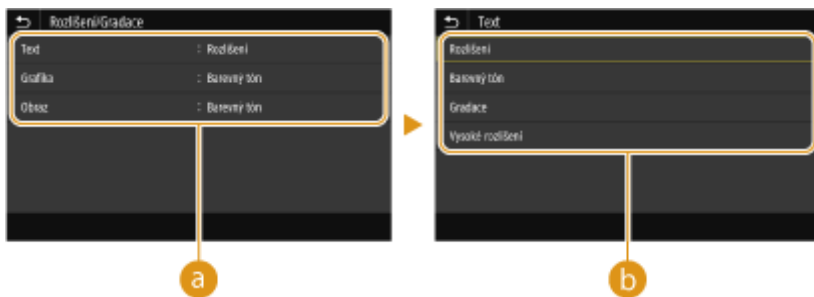 Rozlišení/Gradace
Text : Rozlišení
Grafika : Barevný tón
Obraz : Barevný tón
a
Text
Rozlišení
Barevný tón
Gradace
Vysoké rozlišení
b